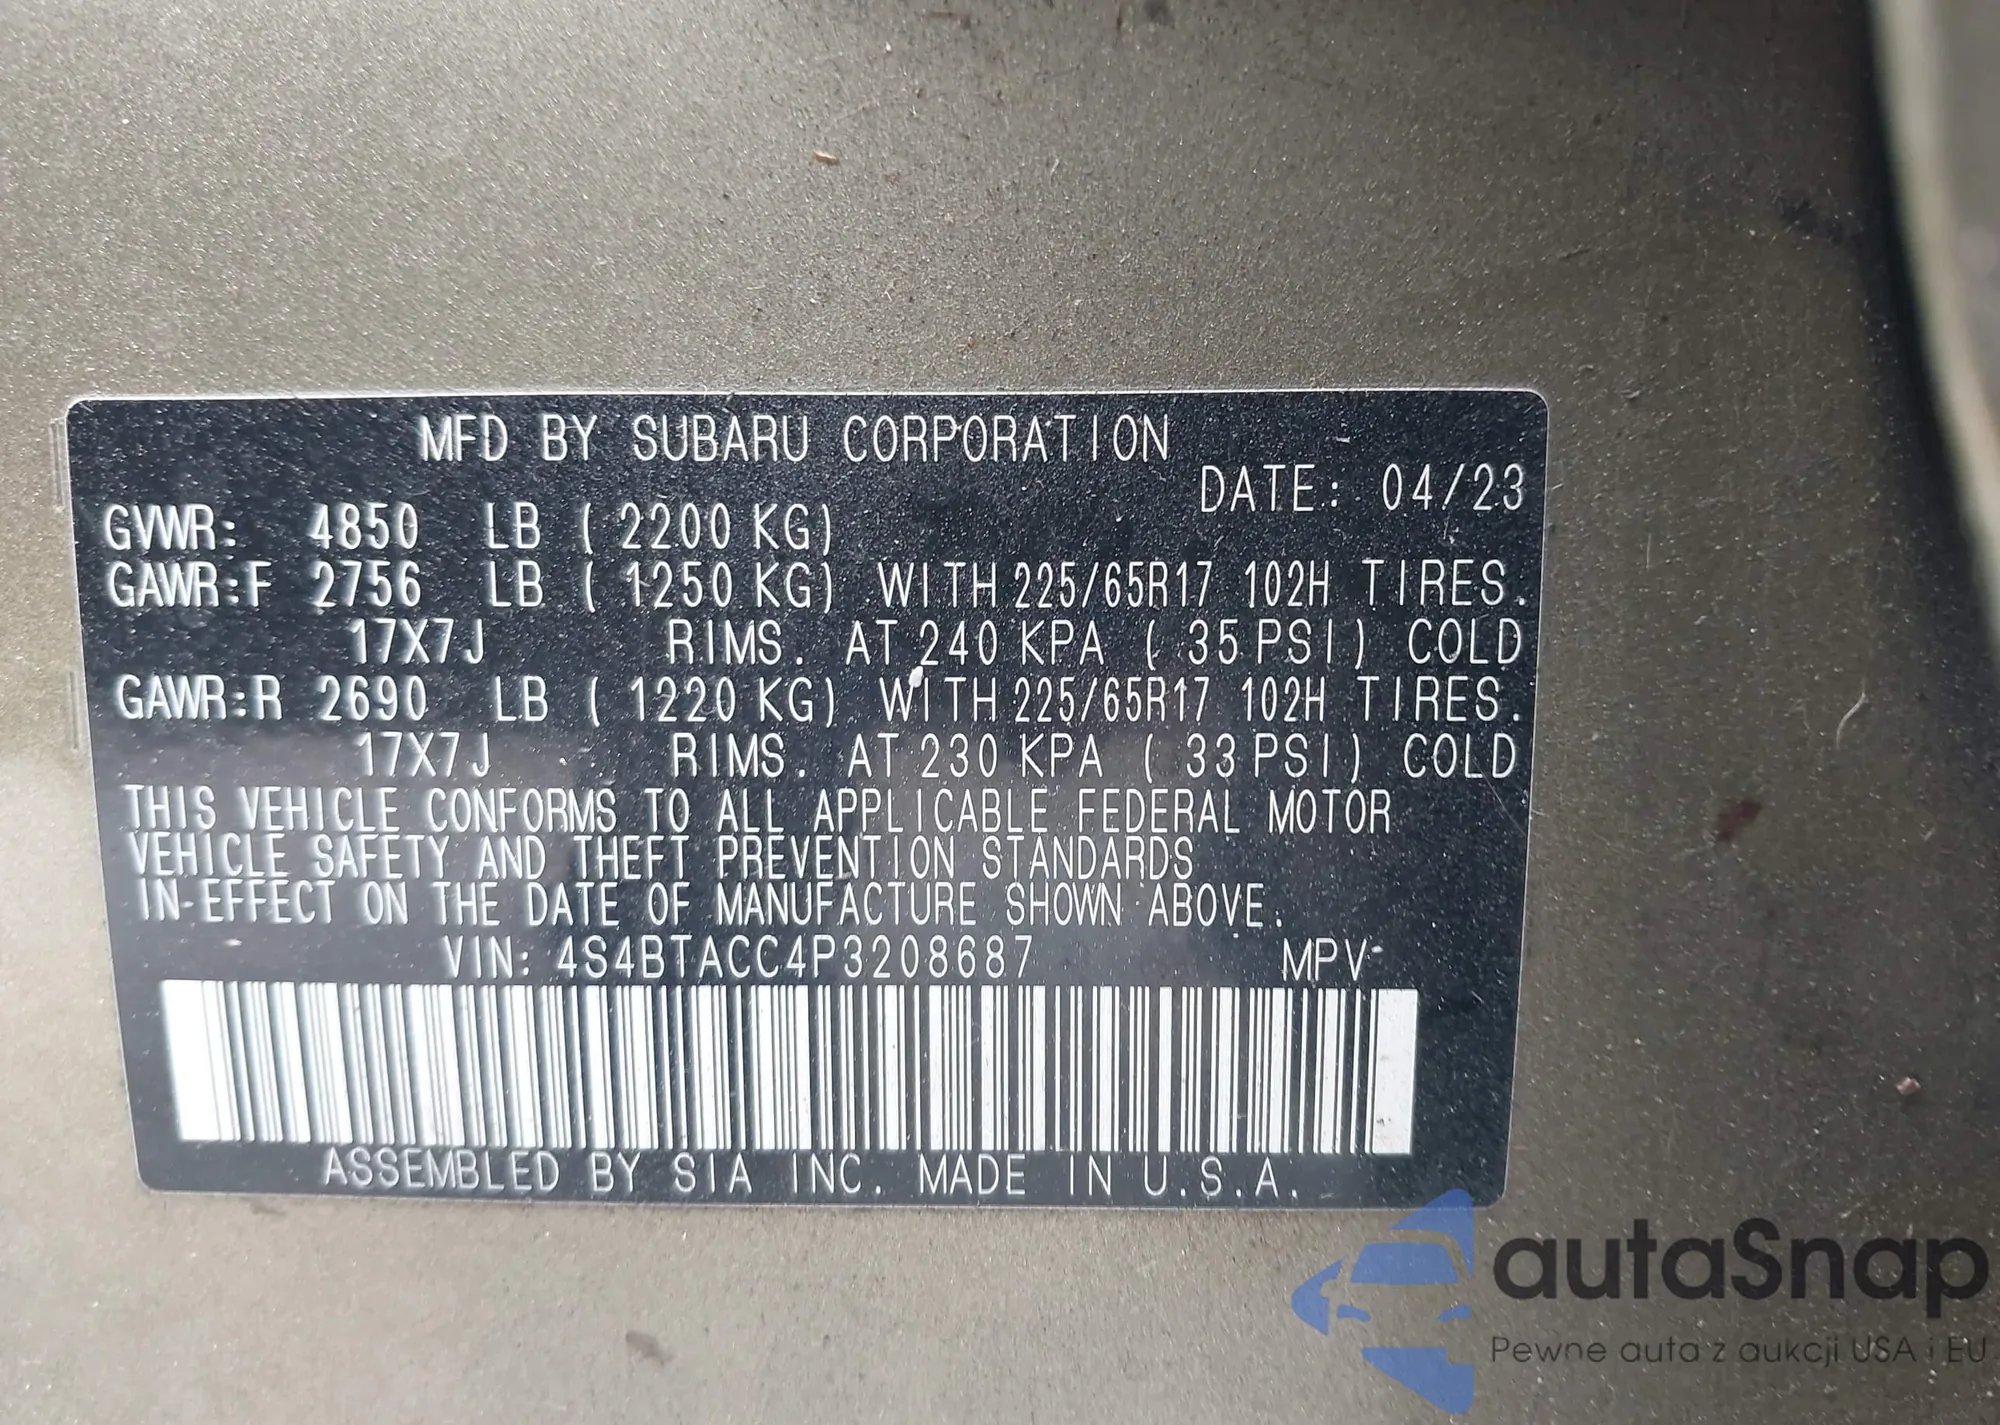 MFD BY SUBARU CORPORATION
DATE: 04/23
GVWR: 4850 LB ( 2200 KG)
GAWR:F 2756 LB ( 1250 KG) WITH 225/65R17 102H TIRES.
17X7J RIMS. AT 240 KPA ( 35 PSI) COLD
GAWR:R 2690 LB ( 1220 KG) WITH 225/65R17 102H TIRES.
17X7J RIMS. AT 230 KPA ( 33 PSI) COLD
THIS VEHICLE CONFORMS TO ALL APPLICABLE FEDERAL MOTOR
VEHICLE SAFETY AND THEFT PREVENTION STANDARDS
IN EFFECT ON THE DATE OF MANUFACTURE SHOWN ABOVE.
VIN: 4S4BTACC4P3208687 MPV
ASSEMBLED BY SIA INC. MADE IN U.S.A.
autaSnap
Pewne auta z aukcji USA i EU